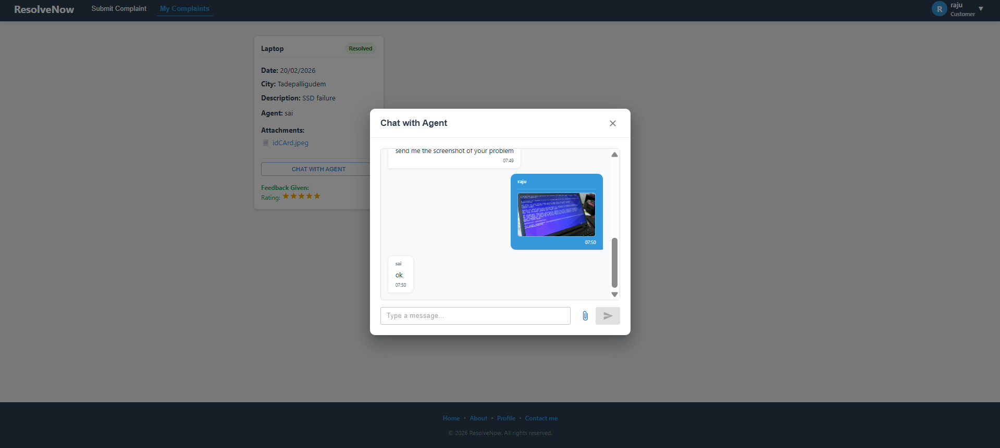 ResolveNow
Submit Complaint
My Complaints
R
raju
Customer
Laptop
Resolved
Date: 20/02/2026
City: Tadepalligudem
Description: SSD failure
Agent: sai
Attachments:
idCArd.jpeg
CHAT WITH AGENT
Feedback Given:
Rating: ★★★★★
Chat with Agent
send me the screenshot of your problem
07:49
raju
07:50
sai
ok
07:50
Type a message...
Home • About • Profile • Contact me
© 2026 ResolveNow. All rights reserved.